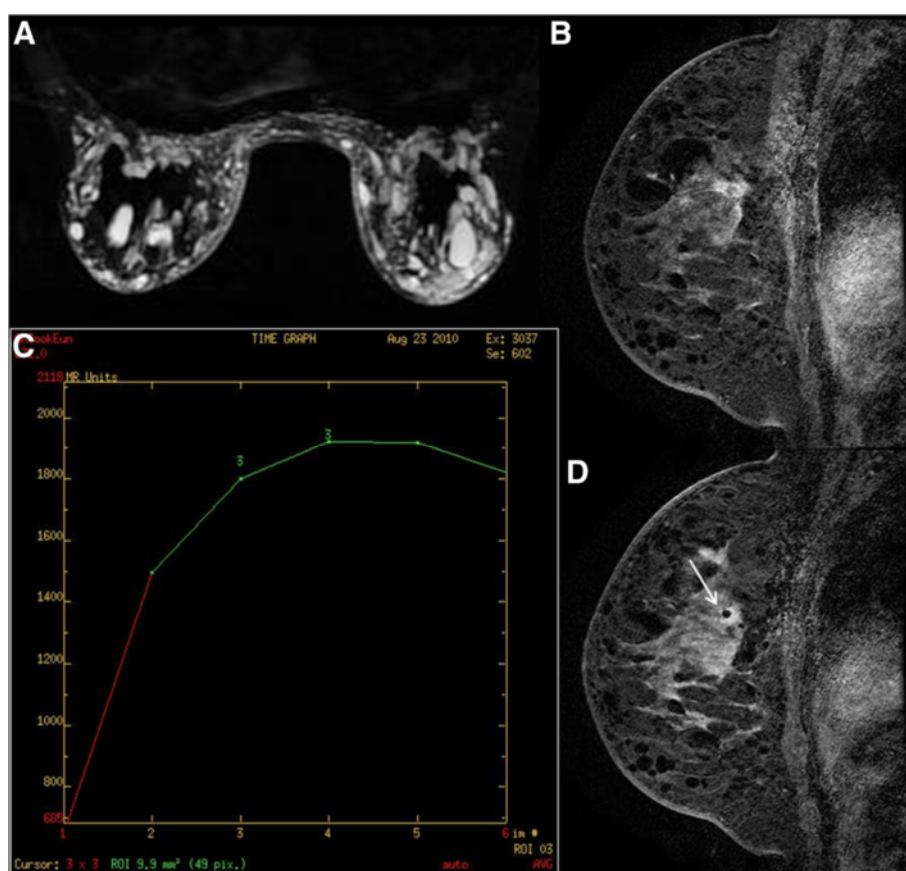 A
B
C
TIME GRAPH Aug 23 2010 Ex: 3037
Se: 602
2118 MR Units
2000
1800
1600
1400
1200
1000
800
685
3
3
1 2 3 4 5 6 im #
ROI 03
Cursor: 3 x 3 ROI 9.9 mm² (49 pix.) auto AVG
D